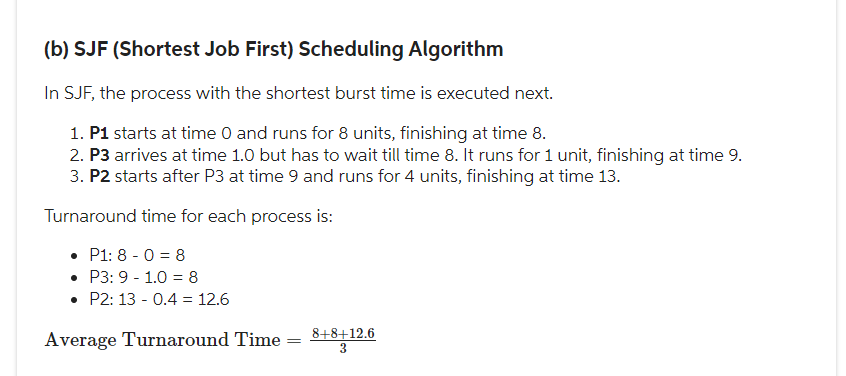 (b) SJF (Shortest Job First) Scheduling Algorithm
In SJF, the process with the shortest burst time is executed next.
1. P1 starts at time 0 and runs for 8 units, finishing at time 8.
2. P3 arrives at time 1.0 but has to wait till time 8. It runs for 1 unit, finishing at time 9.
3. P2 starts after P3 at time 9 and runs for 4 units, finishing at time 13.
Turnaround time for each process is:
• P1: 8 - 0 = 8
• P3: 9 - 1.0 = 8
• P2: 13 - 0.4 = 12.6
Average Turnaround Time = \frac{8+8+12.6}{3}